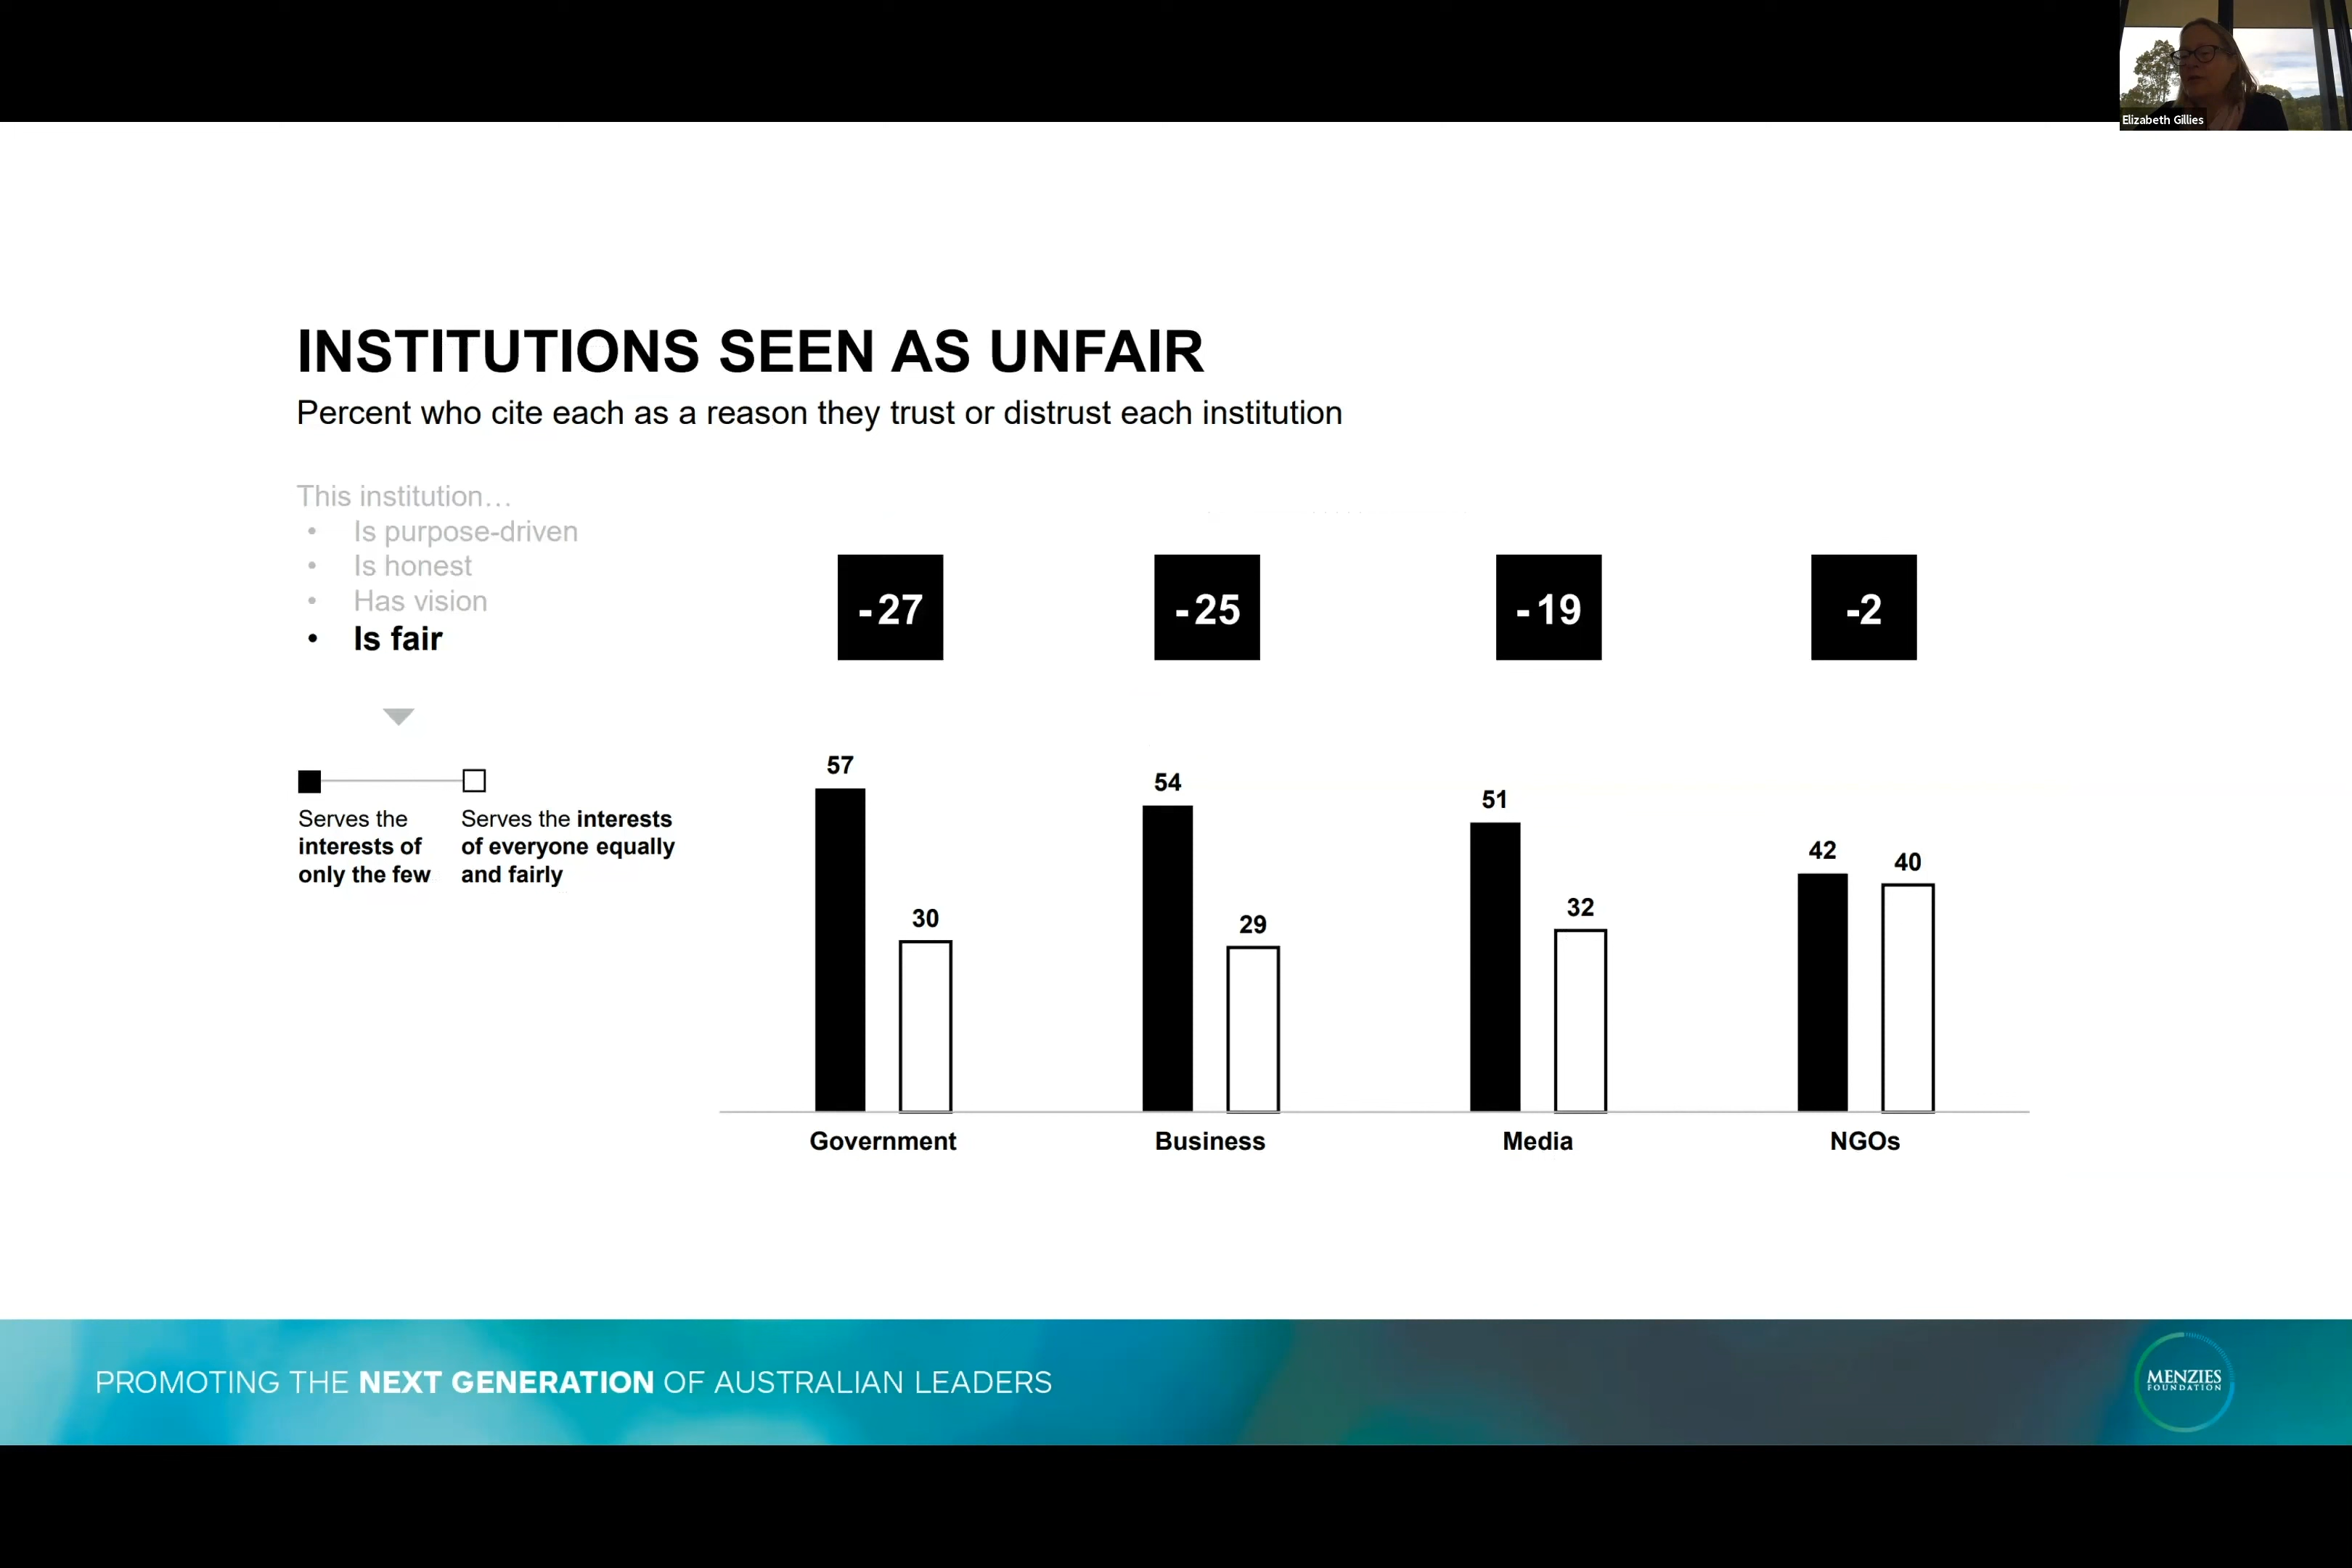 Elizabeth Gillies
INSTITUTIONS SEEN AS UNFAIR
Percent who cite each as a reason they trust or distrust each institution
This institution…
• Is purpose-driven
• Is honest
• Has vision
• Is fair
-27
-25
-19
-2
Serves the
interests of
only the few
Serves the interests
of everyone equally
and fairly
57
30
54
29
51
32
42
40
Government
Business
Media
NGOs
PROMOTING THE NEXT GENERATION OF AUSTRALIAN LEADERS
MENZIES
FOUNDATION